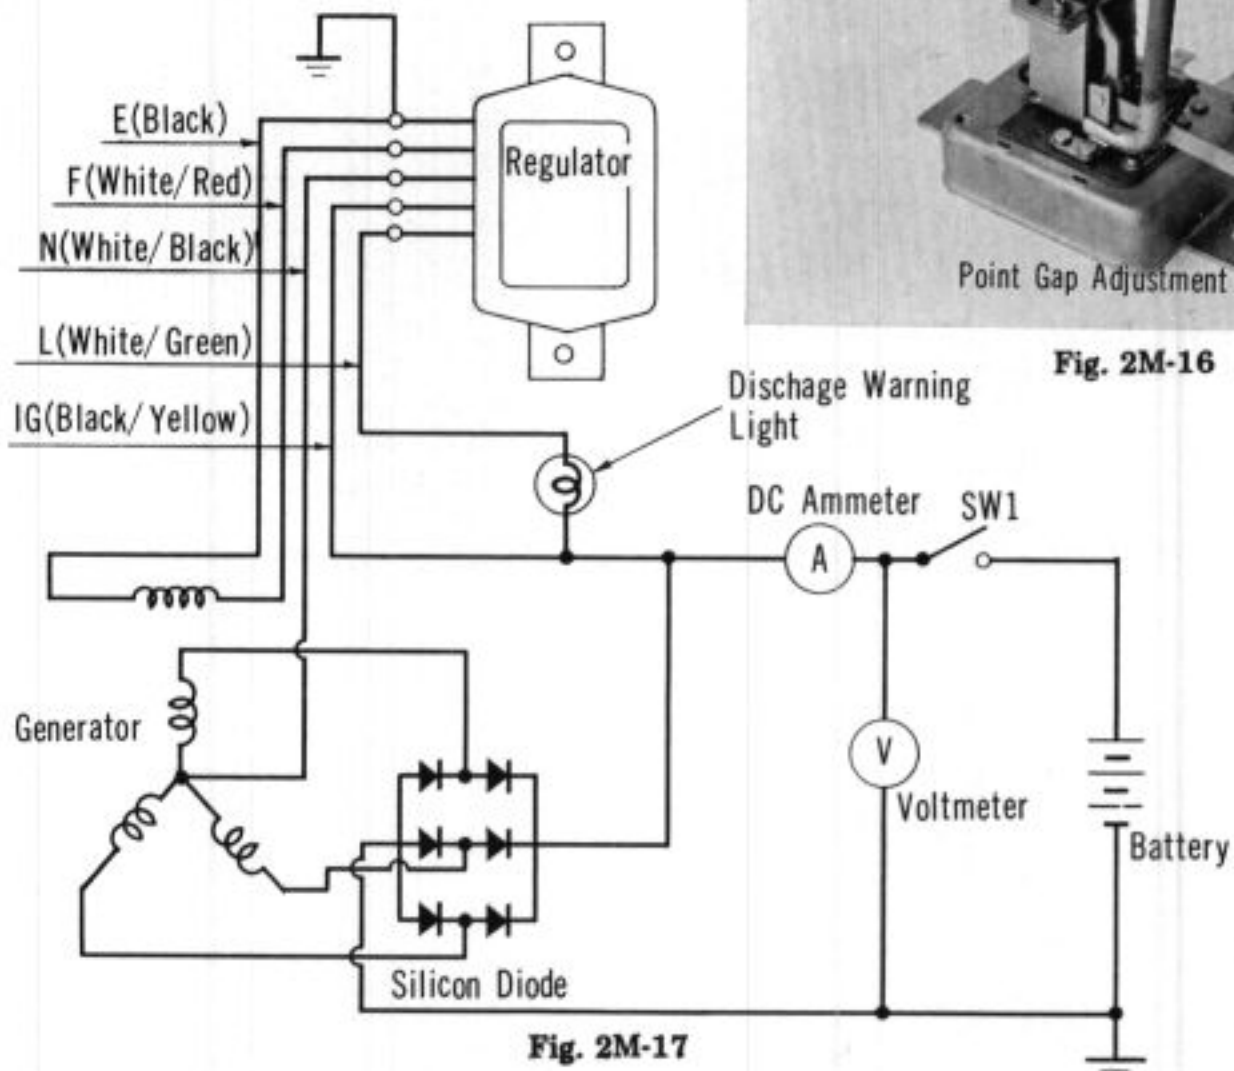 E(Black)
F(White/Red)
N(White/Black)
L(White/Green)
IG(Black/Yellow)
Regulator
Point Gap Adjustment
Fig. 2M-16
Dischage Warning
Light
DC Ammeter
SW1
A
Generator
V
Voltmeter
Battery
Silicon Diode
Fig. 2M-17